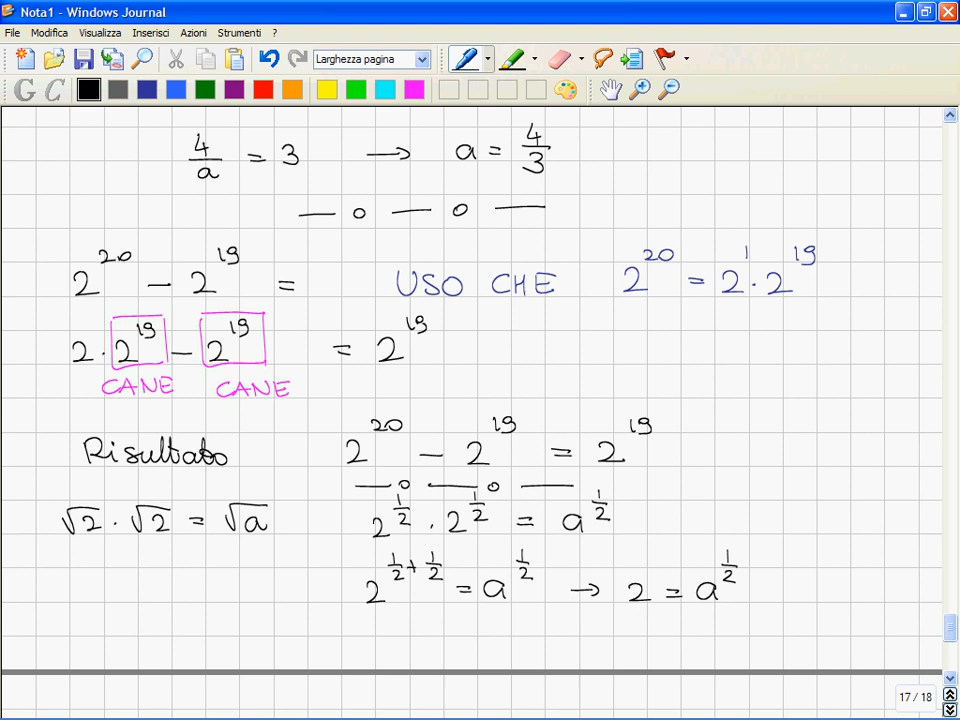 Nota1 - Windows Journal
File Modifica Visualizza Inserisci Azioni Strumenti ?
Larghezza pagina
G C
4/a = 3 → a = 4/3
— o — o —
2^20 - 2^19 = USO CHE 2^20 = 2^1 · 2^19
2 · 2^19 - 2^19 = 2^19
CANE CANE
Risultato 2^20 - 2^19 = 2^19
— o — o —
√2 · √2 = √a 2^(1/2) · 2^(1/2) = a^(1/2)
2^(1/2 + 1/2) = a^(1/2) → 2 = a^(1/2)
17 / 18